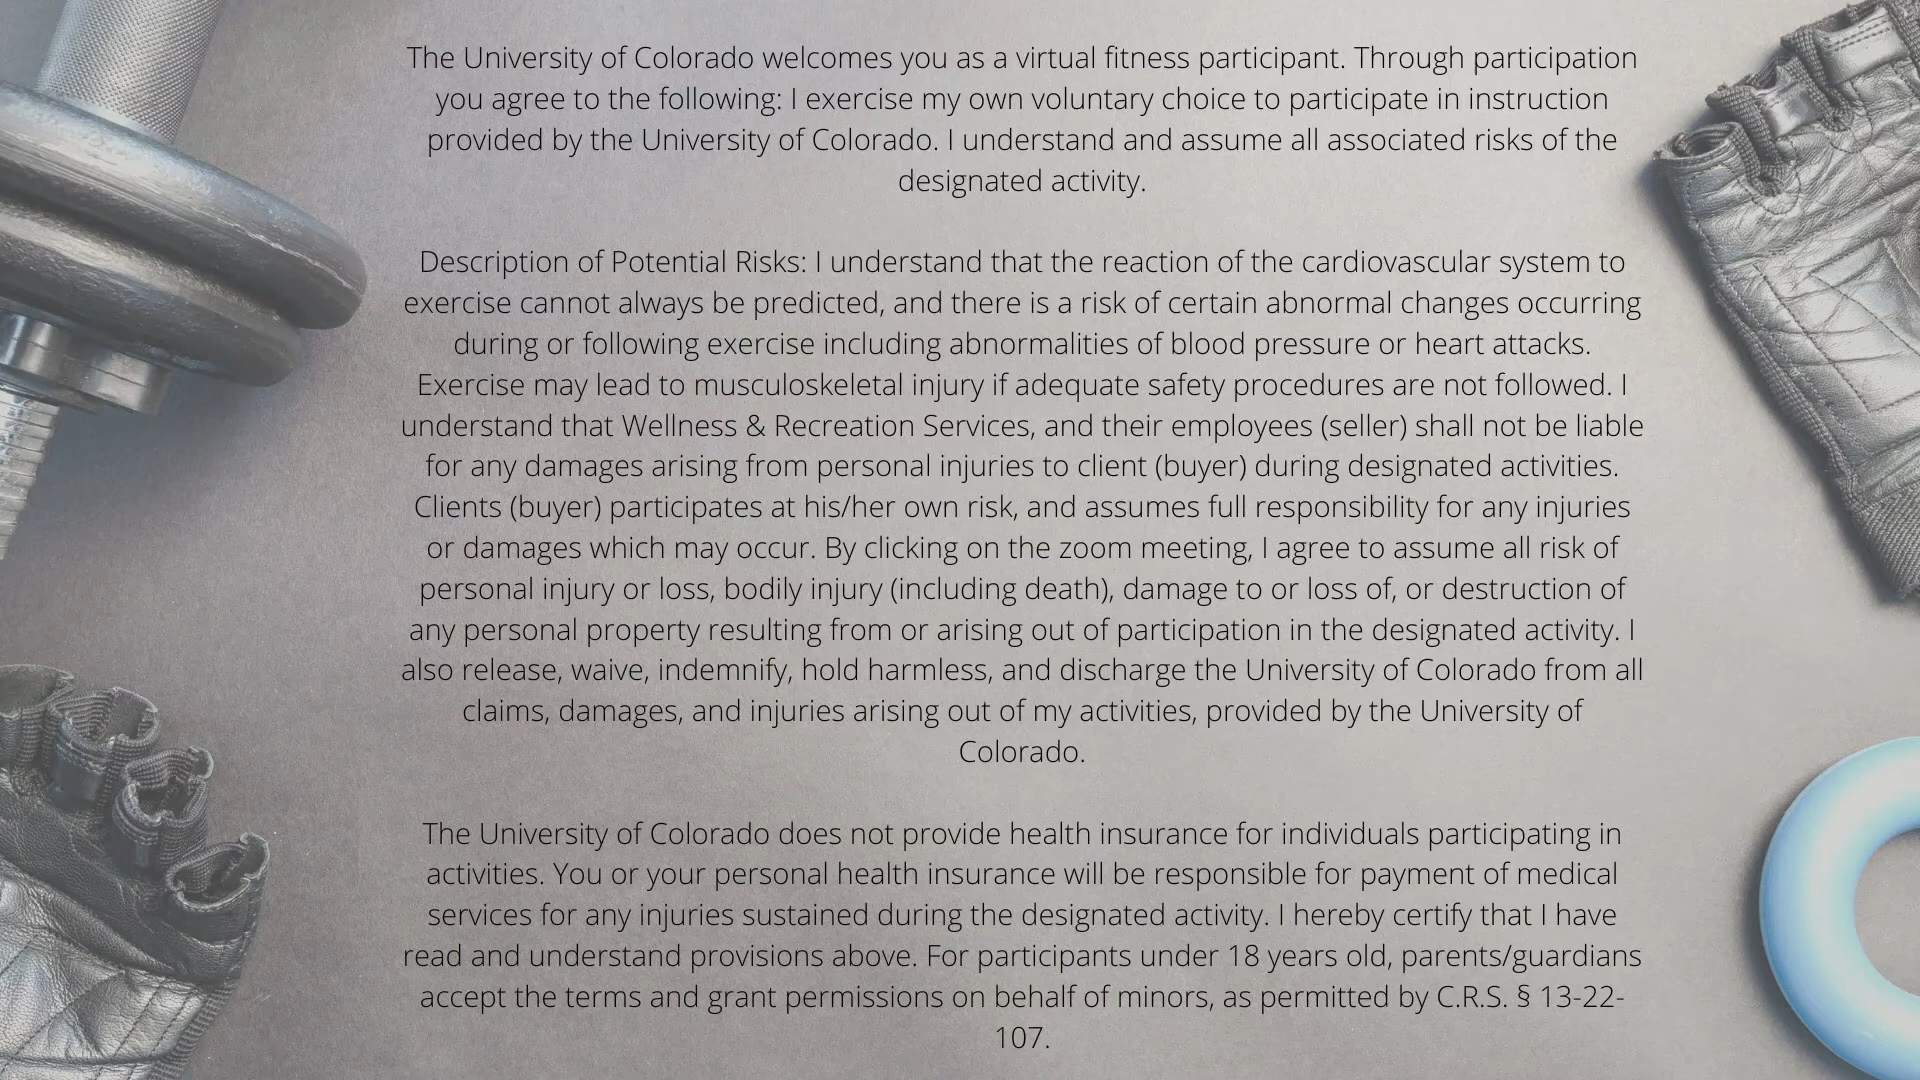 The University of Colorado welcomes you as a virtual fitness participant. Through participation
you agree to the following: I exercise my own voluntary choice to participate in instruction
provided by the University of Colorado. I understand and assume all associated risks of the
designated activity.
Description of Potential Risks: I understand that the reaction of the cardiovascular system to
exercise cannot always be predicted, and there is a risk of certain abnormal changes occurring
during or following exercise including abnormalities of blood pressure or heart attacks.
Exercise may lead to musculoskeletal injury if adequate safety procedures are not followed. I
understand that Wellness & Recreation Services, and their employees (seller) shall not be liable
for any damages arising from personal injuries to client (buyer) during designated activities.
Clients (buyer) participates at his/her own risk, and assumes full responsibility for any injuries
or damages which may occur. By clicking on the zoom meeting, I agree to assume all risk of
personal injury or loss, bodily injury (including death), damage to or loss of, or destruction of
any personal property resulting from or arising out of participation in the designated activity. I
also release, waive, indemnify, hold harmless, and discharge the University of Colorado from all
claims, damages, and injuries arising out of my activities, provided by the University of
Colorado.
The University of Colorado does not provide health insurance for individuals participating in
activities. You or your personal health insurance will be responsible for payment of medical
services for any injuries sustained during the designated activity. I hereby certify that I have
read and understand provisions above. For participants under 18 years old, parents/guardians
accept the terms and grant permissions on behalf of minors, as permitted by C.R.S. § 13-22-
107.